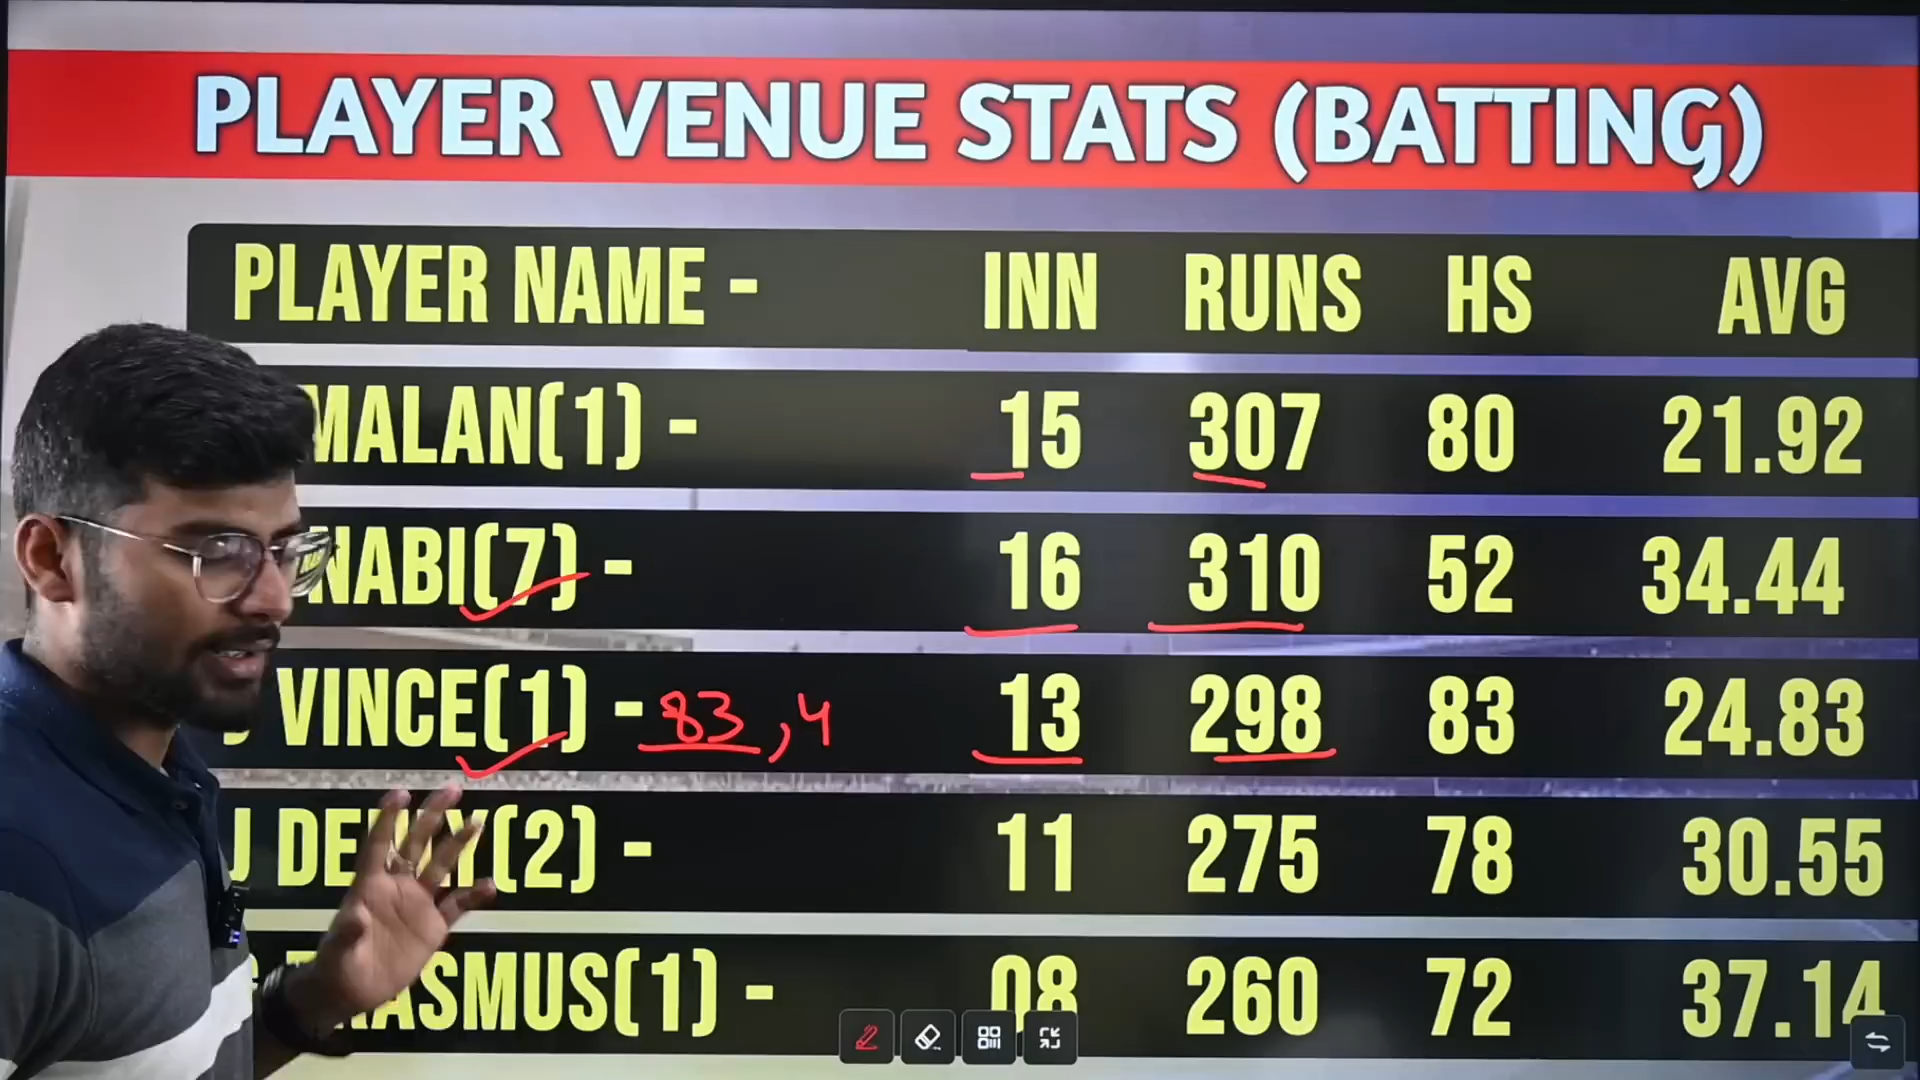 PLAYER VENUE STATS (BATTING)
PLAYER NAME - INN RUNS HS AVG
MALAN(1) - 15 307 80 21.92
NABI(7) - 16 310 52 34.44
VINCE(1) - 83,4 13 298 83 24.83
J (2) - 11 275 78 30.55
(1) - 08 260 72 37.14